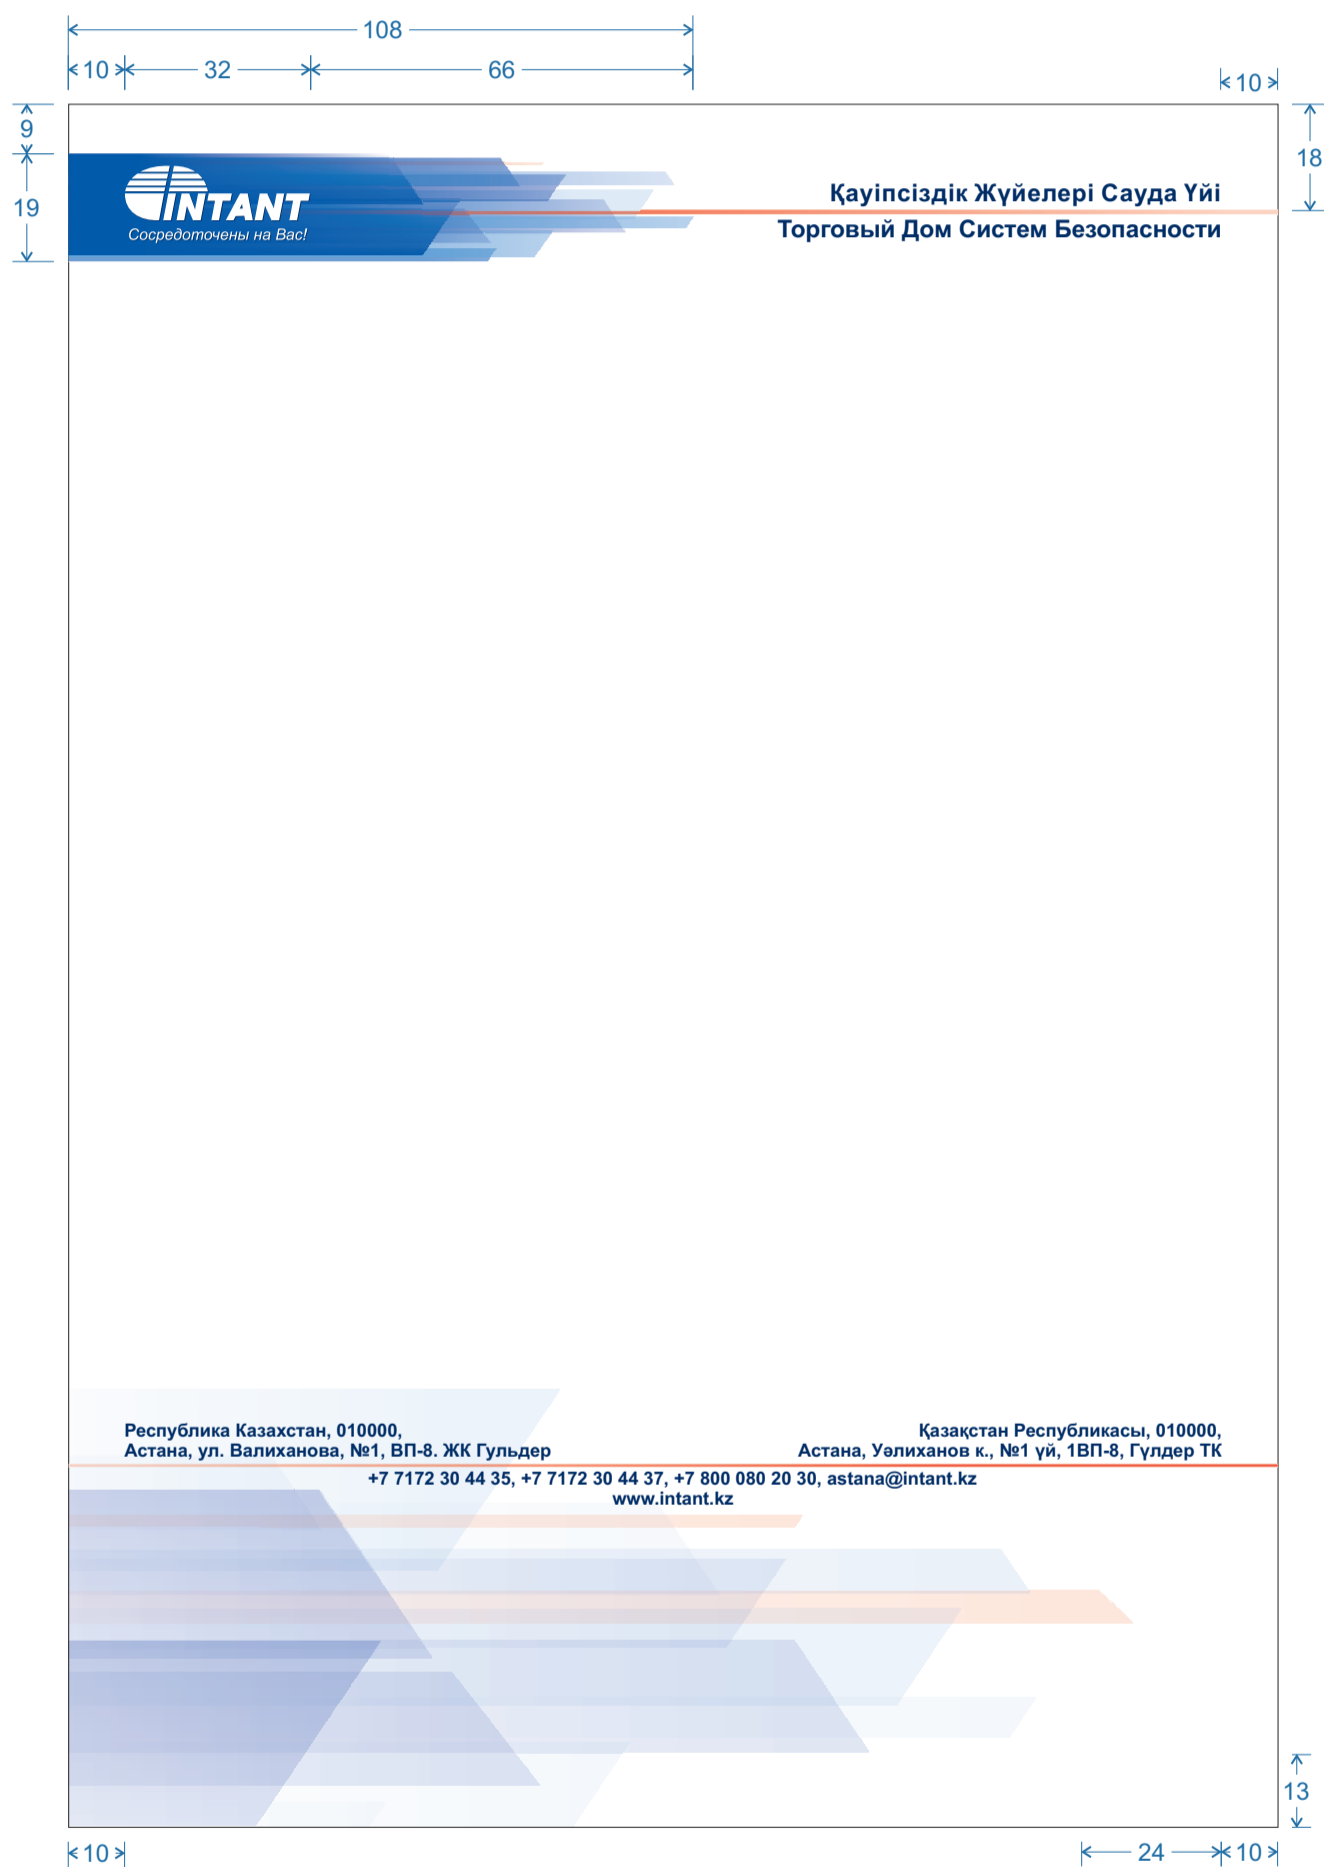 108
10 32 66 10
9
18
19
INTANT
Сосредоточены на Вас!
Қауіпсіздік Жүйелері Сауда Үйі
Торговый Дом Систем Безопасности
Республика Казахстан, 010000,
Астана, ул. Валиханова, №1, ВП-8. ЖК Гульдер
Қазақстан Республикасы, 010000,
Астана, Уәлиханов к., №1 үй, 1ВП-8, Гүлдер ТК
+7 7172 30 44 35, +7 7172 30 44 37, +7 800 080 20 30, astana@intant.kz
www.intant.kz
13
10 24 10